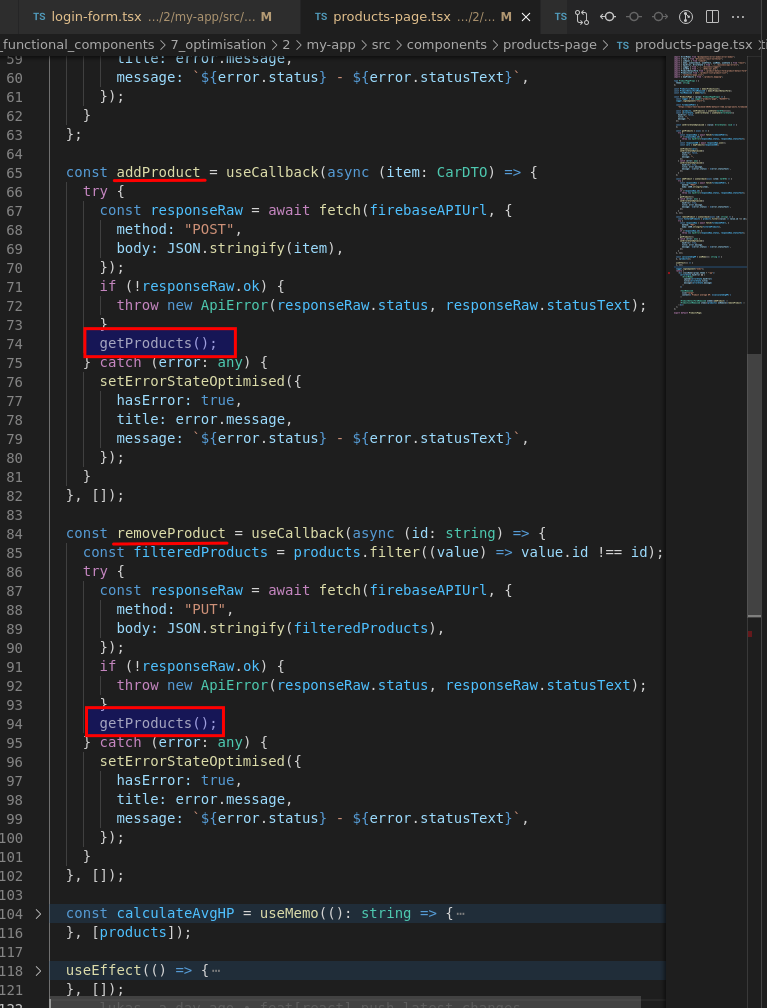 TS login-form.tsx .../2/my-app/src/... M
TS products-page.tsx .../2/... M ×
TS
_functional_components > 7_optimisation > 2 > my-app > src > components > products-page > TS products-page.tsx >
59 title: error.message,
60 message: `${error.status} - ${error.statusText}`,
61 });
62 }
63 };
64
65 const addProduct = useCallback(async (item: CarDTO) => {
66 try {
67 const responseRaw = await fetch(firebaseAPIUrl, {
68 method: "POST",
69 body: JSON.stringify(item),
70 });
71 if (!responseRaw.ok) {
72 throw new ApiError(responseRaw.status, responseRaw.statusText);
73 }
74 getProducts();
75 } catch (error: any) {
76 setErrorStateOptimised({
77 hasError: true,
78 title: error.message,
79 message: `${error.status} - ${error.statusText}`,
80 });
81 }
82 }, []);
83
84 const removeProduct = useCallback(async (id: string) => {
85 const filteredProducts = products.filter((value) => value.id !== id);
86 try {
87 const responseRaw = await fetch(firebaseAPIUrl, {
88 method: "PUT",
89 body: JSON.stringify(filteredProducts),
90 });
91 if (!responseRaw.ok) {
92 throw new ApiError(responseRaw.status, responseRaw.statusText);
93 }
94 getProducts();
95 } catch (error: any) {
96 setErrorStateOptimised({
97 hasError: true,
98 title: error.message,
99 message: `${error.status} - ${error.statusText}`,
100 });
101 }
102 }, []);
103
104 > const calculateAvgHP = useMemo((): string => {⋯
116 }, [products]);
117
118 > useEffect(() => {⋯
121 }, []);